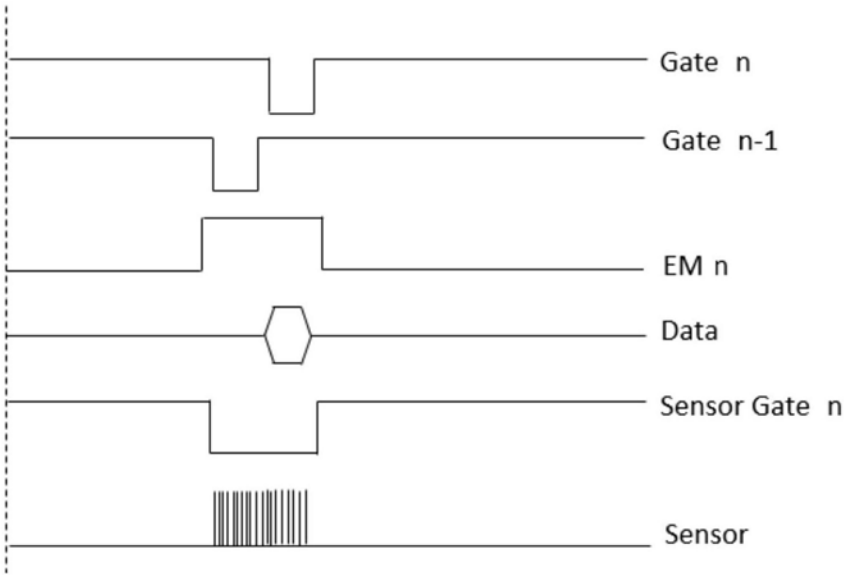 Gate n
Gate n-1
EM n
Data
Sensor Gate n
Sensor